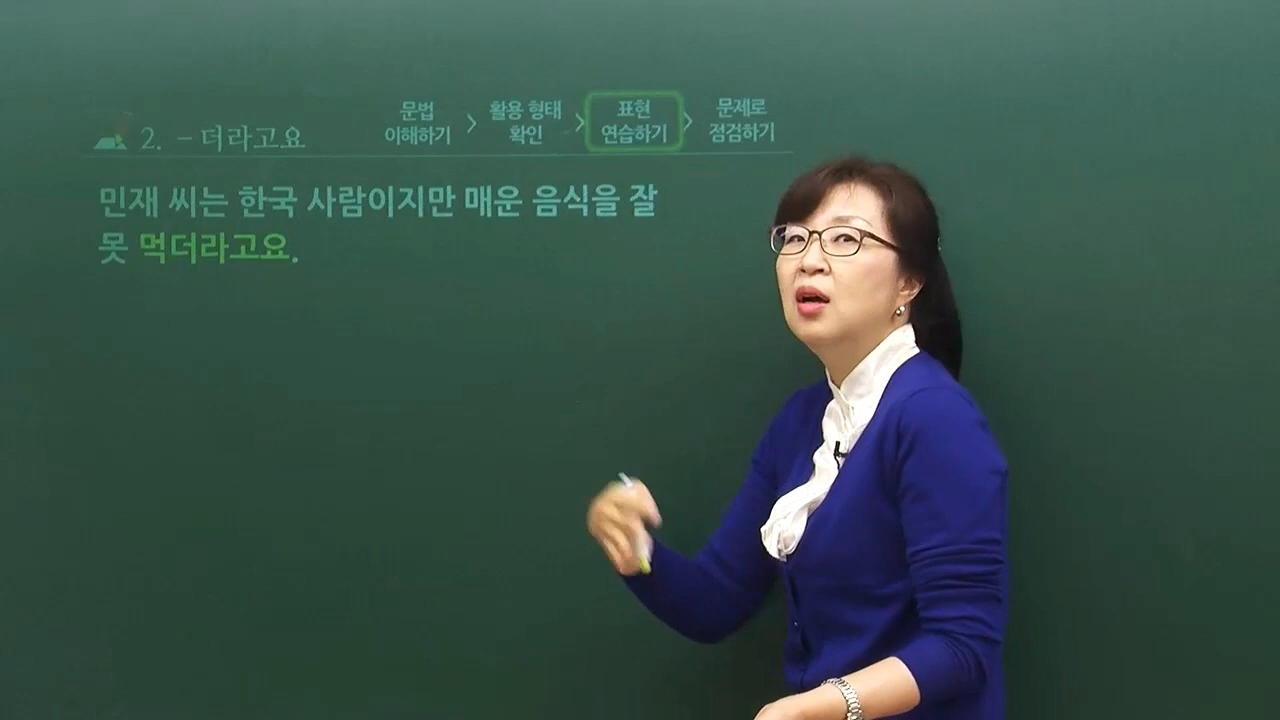 2. - 더라고요
문법
이해하기
활용 형태
확인
표현
연습하기
문제로
점검하기
민재 씨는 한국 사람이지만 매운 음식을 잘
못 먹더라고요.